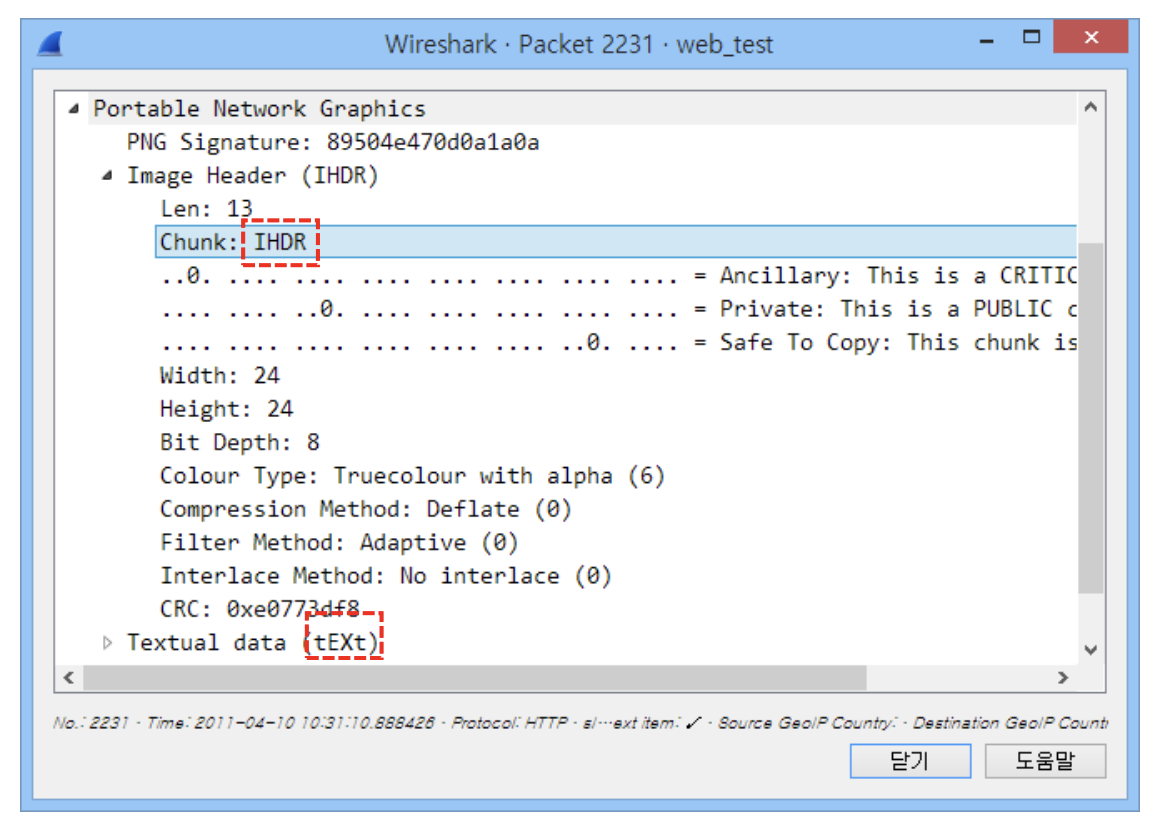 Wireshark · Packet 2231 · web_test
Portable Network Graphics
PNG Signature: 89504e470d0a1a0a
Image Header (IHDR)
Len: 13
Chunk: IHDR
..0. .... .... .... .... .... .... .... = Ancillary: This is a CRITIC
.... .... ..0. .... .... .... .... .... = Private: This is a PUBLIC c
.... .... .... .... .... .... ..0. .... = Safe To Copy: This chunk is
Width: 24
Height: 24
Bit Depth: 8
Colour Type: Truecolour with alpha (6)
Compression Method: Deflate (0)
Filter Method: Adaptive (0)
Interlace Method: No interlace (0)
CRC: 0xe0773df8
Textual data (tEXt)
No.: 2231 · Time: 2011-04-10 10:31:10.888426 · Protocol: HTTP · sl···ext item: ✓ · Source GeoIP Country: · Destination GeoIP Count
닫기 도움말